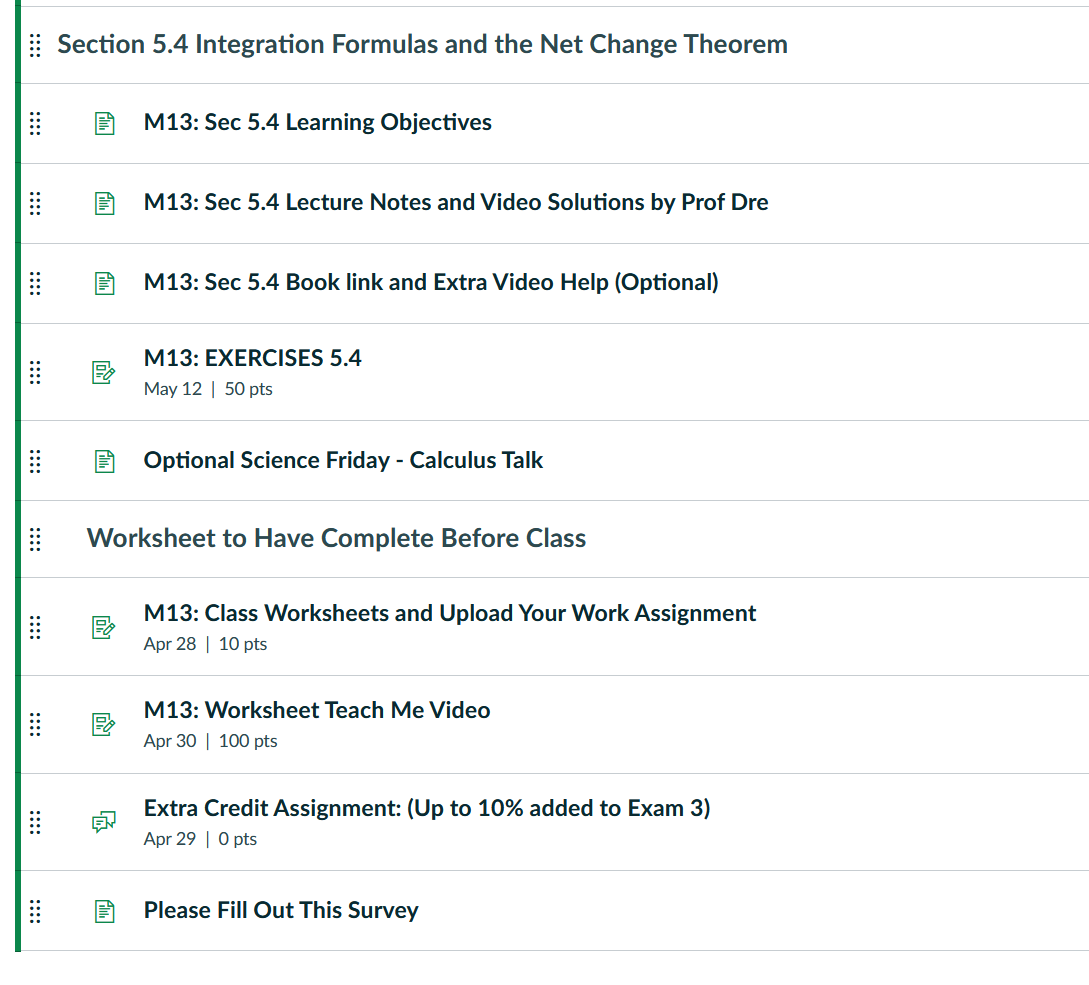 Section 5.4 Integration Formulas and the Net Change Theorem
M13: Sec 5.4 Learning Objectives
M13: Sec 5.4 Lecture Notes and Video Solutions by Prof Dre
M13: Sec 5.4 Book link and Extra Video Help (Optional)
M13: EXERCISES 5.4
May 12 | 50 pts
Optional Science Friday - Calculus Talk
Worksheet to Have Complete Before Class
M13: Class Worksheets and Upload Your Work Assignment
Apr 28 | 10 pts
M13: Worksheet Teach Me Video
Apr 30 | 100 pts
Extra Credit Assignment: (Up to 10% added to Exam 3)
Apr 29 | 0 pts
Please Fill Out This Survey